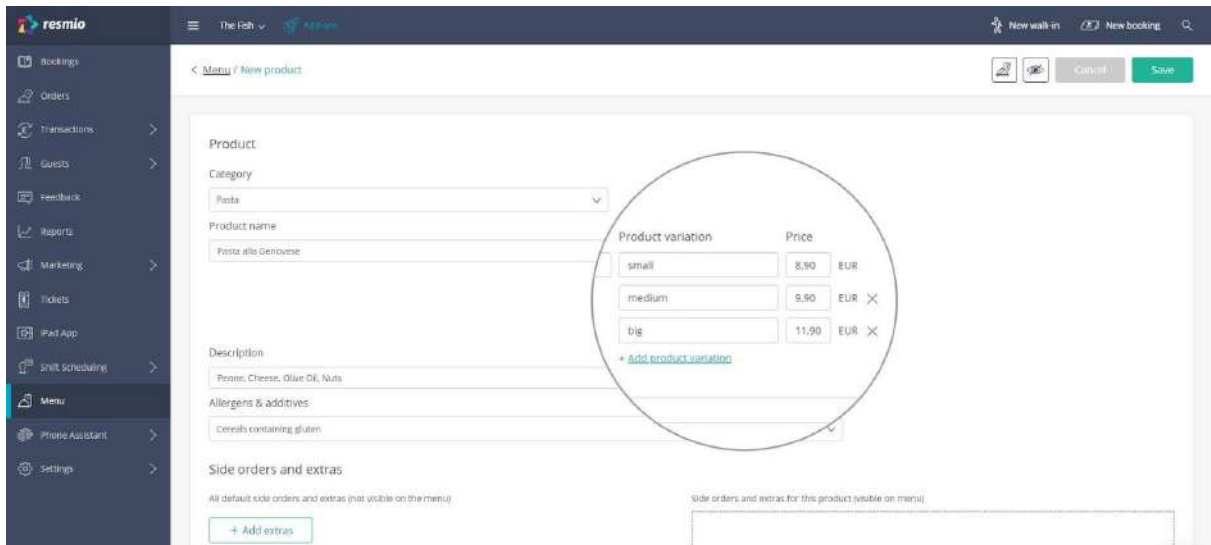 resmio
The Fish
Add-ons
New walk-in
New booking
Bookings
Orders
Transactions
Guests
Feedback
Reports
Marketing
Tickets
iPad App
Shift Scheduling
Menu
Phone Assistant
Settings
< Menu / New product
Cancel
Save
Product
Category
Pasta
Product name
Pasta alla Genovese
Product variation Price
small 8,90 EUR
medium 9,90 EUR
big 11,90 EUR
+ Add product variation
Description
Penne, Cheese, Olive Oil, Nuts
Allergens & additives
Cereals containing gluten
Side orders and extras
All default side orders and extras (not visible on the menu)
Side orders and extras for this product (visible on menu)
+ Add extras